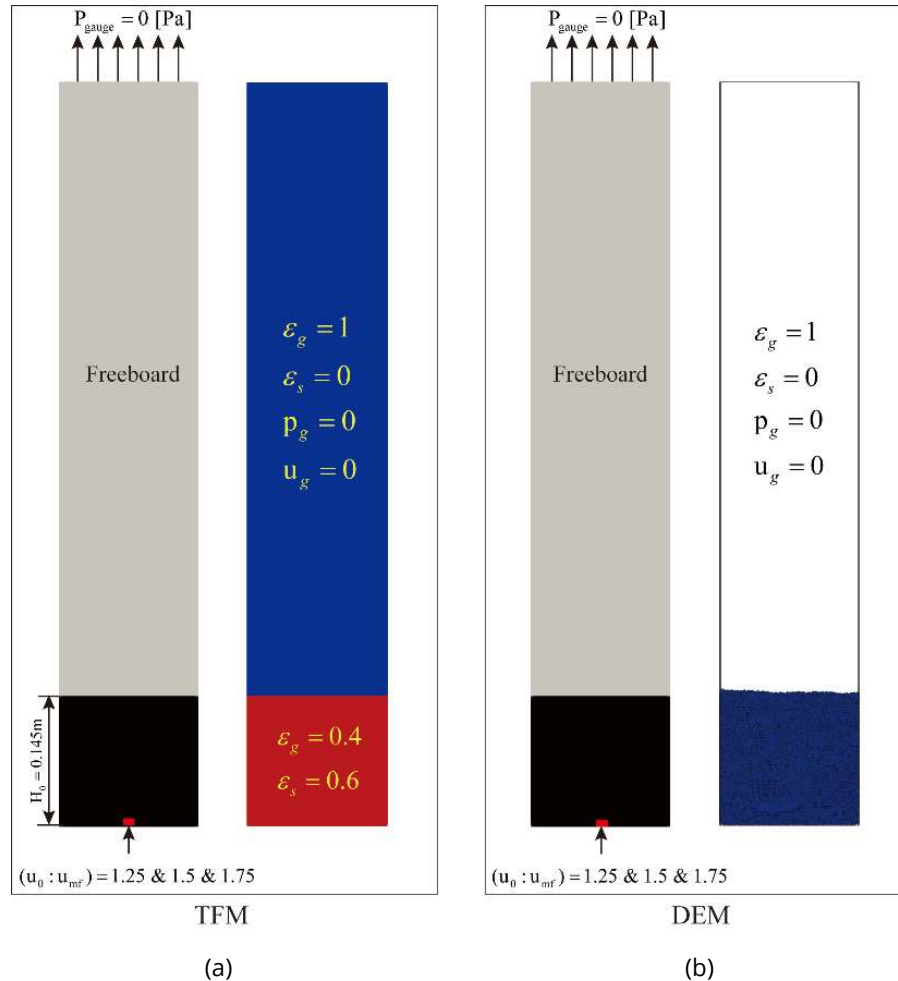 P_gauge = 0 [Pa]
Freeboard
ε_g = 1
ε_s = 0
p_g = 0
u_g = 0
H_0 = 0.145m
ε_g = 0.4
ε_s = 0.6
(u_0 : u_mf) = 1.25 & 1.5 & 1.75
TFM
(a)
P_gauge = 0 [Pa]
Freeboard
ε_g = 1
ε_s = 0
p_g = 0
u_g = 0
(u_0 : u_mf) = 1.25 & 1.5 & 1.75
DEM
(b)